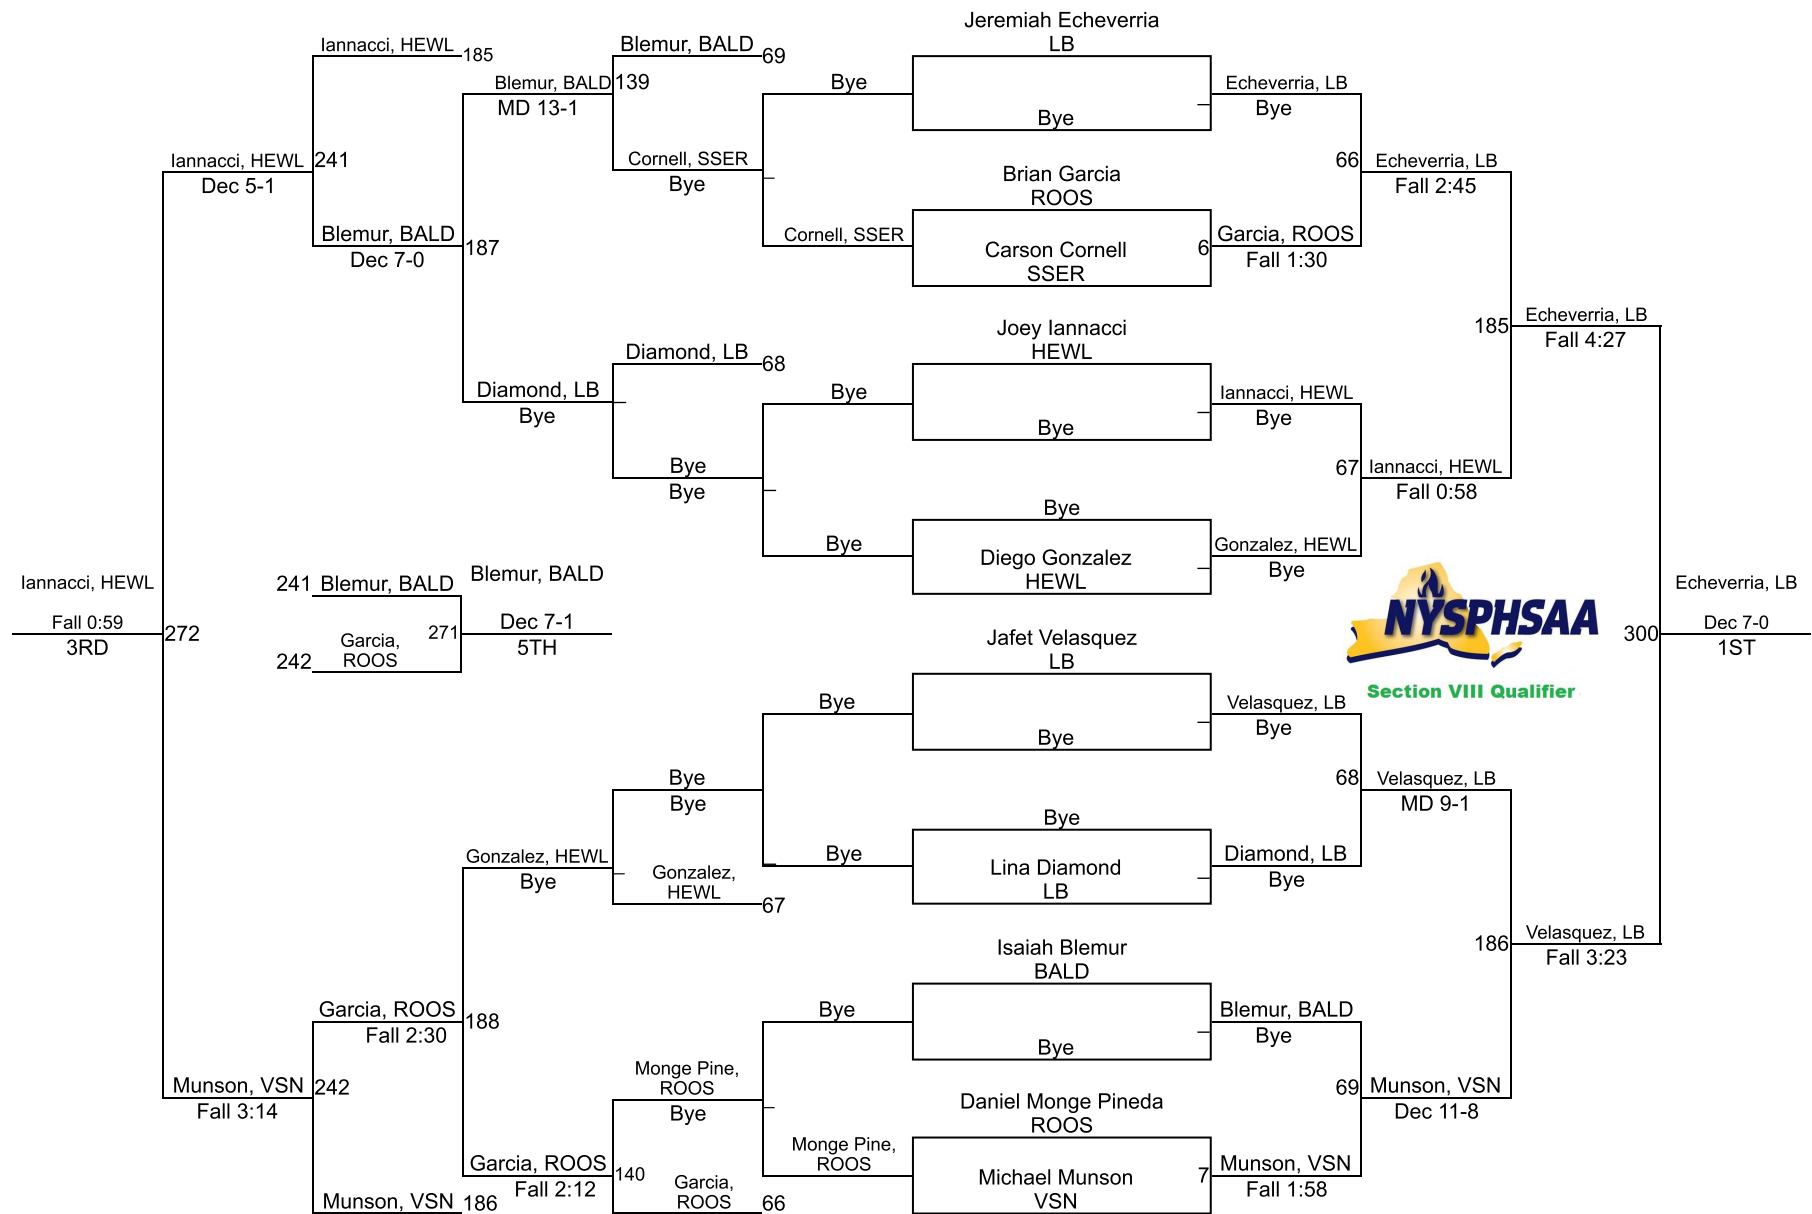 Jeremiah Echeverria
LB
Iannacci, HEWL
185
Blemur, BALD
69
Blemur, BALD
139
MD 13-1
Bye
Bye
Echeverria, LB
Bye
Iannacci, HEWL
241
Dec 5-1
Cornell, SSER
Bye
66
Echeverria, LB
Fall 2:45
Brian Garcia
ROOS
Blemur, BALD
187
Dec 7-0
Cornell, SSER
Carson Cornell
SSER
6
Garcia, ROOS
Fall 1:30
Joey Iannacci
HEWL
185
Echeverria, LB
Fall 4:27
Diamond, LB
68
Diamond, LB
Bye
Bye
Bye
Iannacci, HEWL
Bye
Bye
Bye
67
Iannacci, HEWL
Fall 0:58
Bye
Bye
Diego Gonzalez
HEWL
Gonzalez, HEWL
Bye
Iannacci, HEWL
Fall 0:59
3RD
272
241
Blemur, BALD
Garcia,
ROOS
242
271
Blemur, BALD
Dec 7-1
5TH
NYSPHSAA
Section VIII Qualifier
300
Echeverria, LB
Dec 7-0
1ST
Jafet Velasquez
LB
Bye
Bye
Velasquez, LB
Bye
Bye
Bye
68
Velasquez, LB
MD 9-1
Bye
Bye
Lina Diamond
LB
Diamond, LB
Bye
Gonzalez, HEWL
Bye
Gonzalez,
HEWL
67
186
Velasquez, LB
Fall 3:23
Isaiah Blemur
BALD
Bye
Bye
Blemur, BALD
Bye
Garcia, ROOS
188
Fall 2:30
Munson, VSN
242
Fall 3:14
Monge Pine,
ROOS
Bye
69
Munson, VSN
Dec 11-8
Daniel Monge Pineda
ROOS
Monge Pine,
ROOS
Michael Munson
VSN
7
Munson, VSN
Fall 1:58
Garcia, ROOS
140
Fall 2:12
Garcia,
ROOS
66
Munson, VSN
186